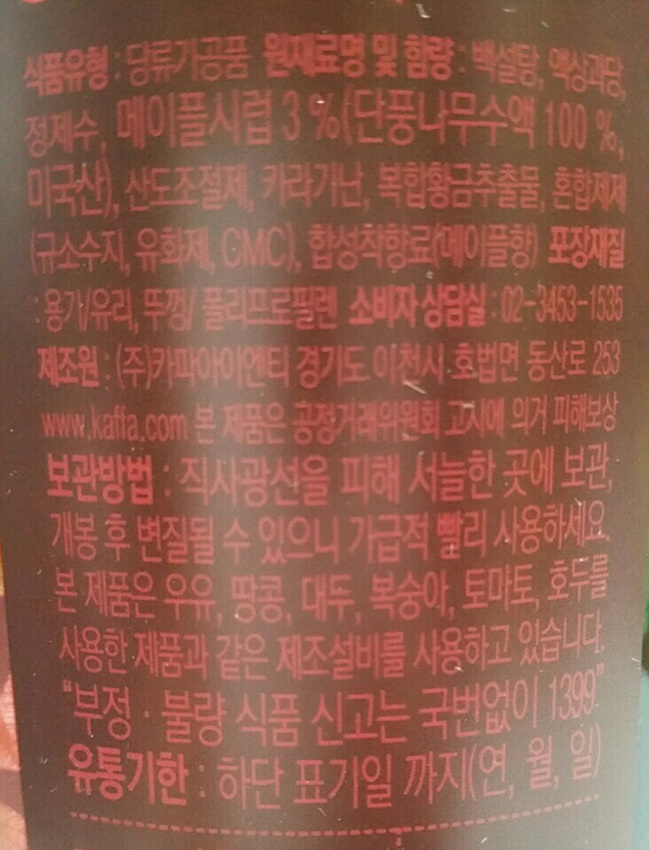 식품유형 : 당류가공품 원재료명 및 함량 : 백설탕, 액상과당,
정제수, 메이플시럽 3 %(단풍나무수액 100 %,
미국산), 산도조절제, 카라기난, 복합황금추출물, 혼합제제
(규소수지, 유화제, CMC), 합성착향료(메이플향) 포장재질
: 용기/유리, 뚜껑/ 폴리프로필렌 소비자 상담실 : 02-3453-1535
제조원 : (주)카파아이엔티 경기도 이천시 호법면 동산로 253
www.kaffa.com 본 제품은 공정거래위원회 고시에 의거 피해보상
보관방법 : 직사광선을 피해 서늘한 곳에 보관,
개봉 후 변질될 수 있으니 가급적 빨리 사용하세요.
본 제품은 우유, 땅콩, 대두, 복숭아, 토마토, 호두를
사용한 제품과 같은 제조설비를 사용하고 있습니다.
"부정 · 불량 식품 신고는 국번없이 1399"
유통기한 : 하단 표기일 까지(연, 월, 일)